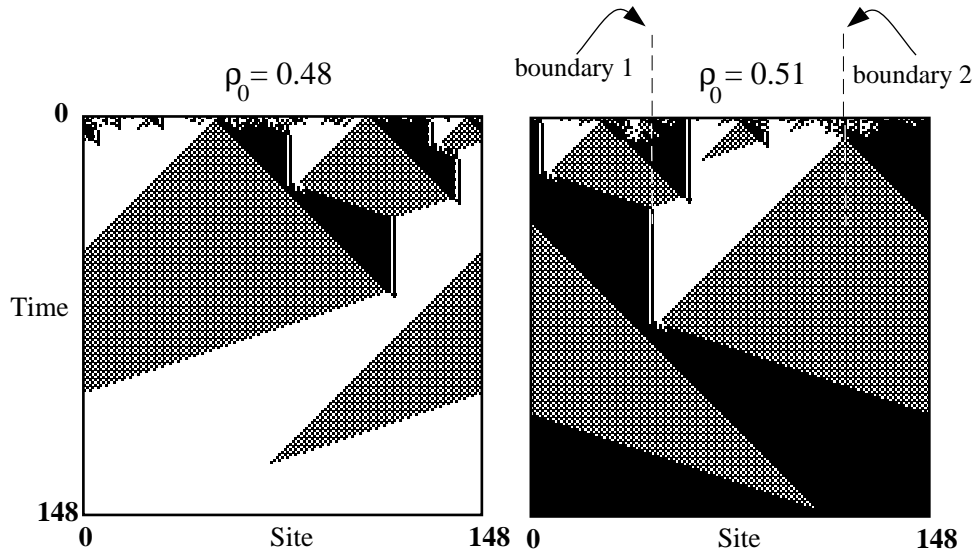 boundary 1
boundary 2
ρ0 = 0.48
ρ0 = 0.51
0
Time
148
0
Site
148
0
Site
148